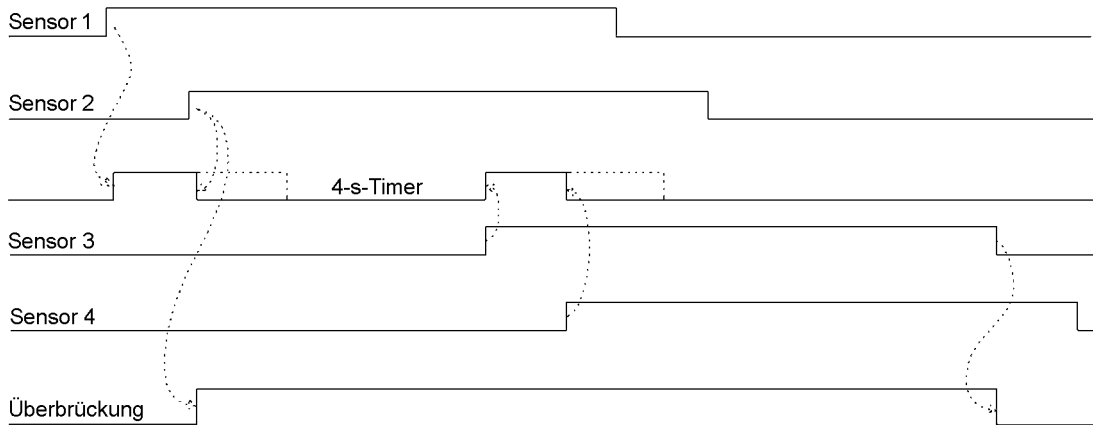 Sensor 1
Sensor 2
4-s-Timer
Sensor 3
Sensor 4
Überbrückung